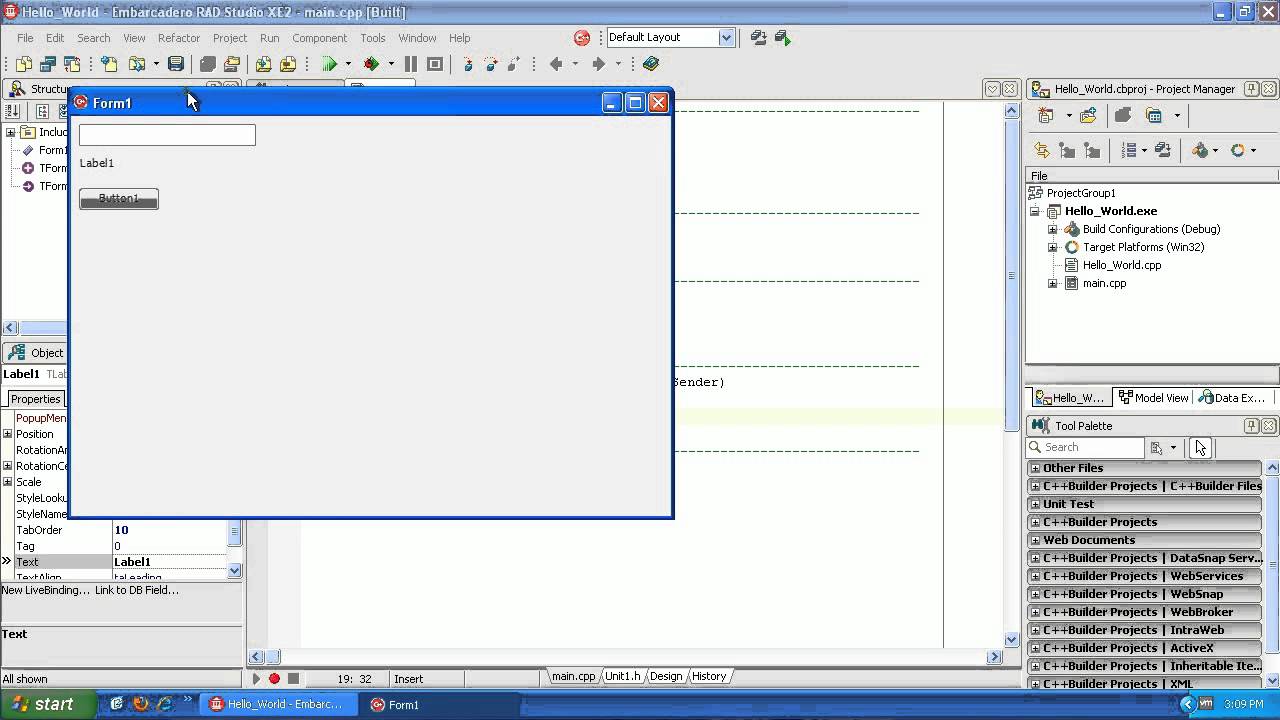 Hello_World - Embarcadero RAD Studio XE2 - main.cpp [Built]
File Edit Search View Refactor Project Run Component Tools Window Help
Default Layout
Structu
Form1
Label1
Button1
Includ
Form1
TForm
TForm
Sender)
Object
Label1 TLab
Properties
PopupMen
Position
RotationAn
RotationCe
Scale
StyleLooku
StyleName
TabOrder 10
Tag 0
Text Label1
TextAlign taLeading
New LiveBinding... Link to DB Field...
Text
All shown
19: 32 Insert
main.cpp Unit1.h Design History
Hello_World.cbproj - Project Manager
File
ProjectGroup1
Hello_World.exe
Build Configurations (Debug)
Target Platforms (Win32)
Hello_World.cpp
main.cpp
Hello_W... Model View Data Ex...
Tool Palette
Search
Other Files
C++Builder Projects | C++Builder Files
Unit Test
C++Builder Projects
Web Documents
C++Builder Projects | DataSnap Serv...
C++Builder Projects | WebServices
C++Builder Projects | WebSnap
C++Builder Projects | WebBroker
C++Builder Projects | IntraWeb
C++Builder Projects | ActiveX
C++Builder Projects | Inheritable Ite...
C++Builder Projects | XML
start
Hello_World - Embarc...
Form1
vm
3:09 PM